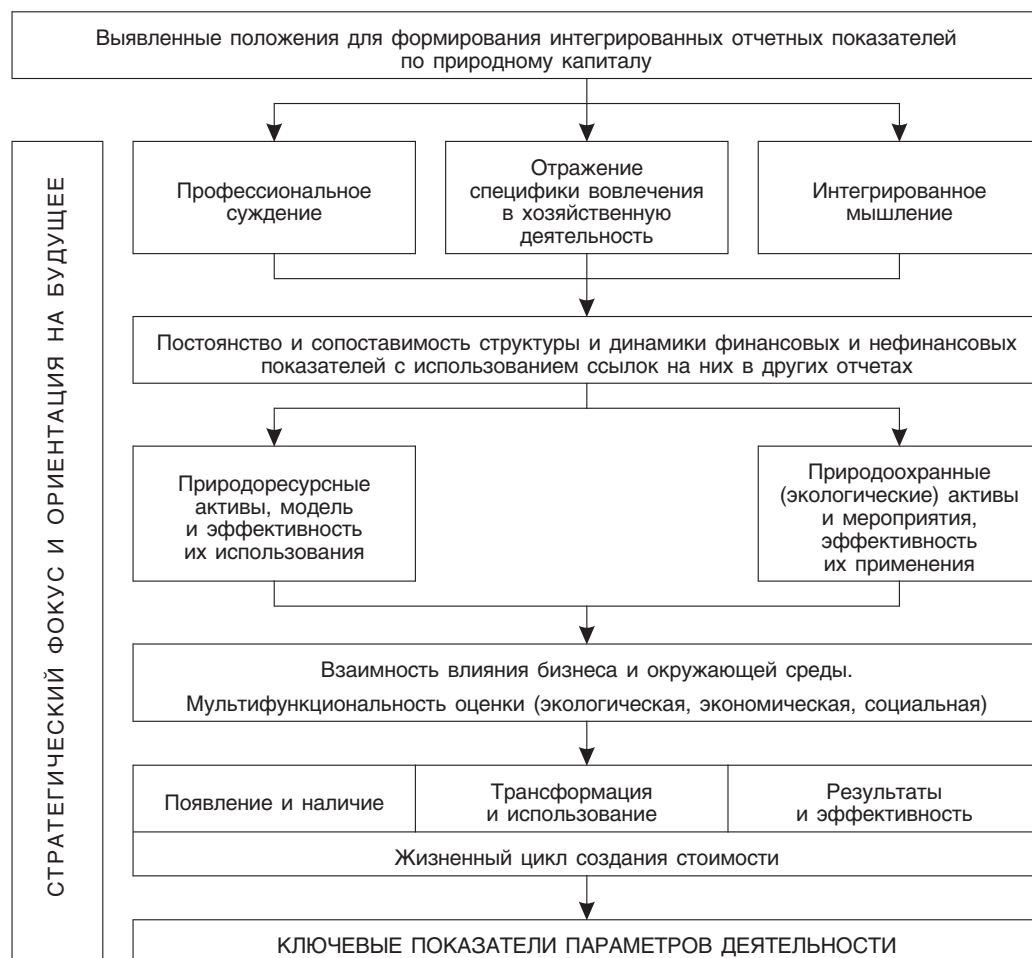 Выявленные положения для формирования интегрированных отчетных показателей
по природному капиталу
СТРАТЕГИЧЕСКИЙ ФОКУС И ОРИЕНТАЦИЯ НА БУДУЩЕЕ
Профессиональное
суждение
Отражение
специфики вовлечения
в хозяйственную
деятельность
Интегрированное
мышление
Постоянство и сопоставимость структуры и динамики финансовых и нефинансовых
показателей с использованием ссылок на них в других отчетах
Природоресурсные
активы, модель
и эффективность
их использования
Природоохранные
(экологические) активы
и мероприятия,
эффективность
их применения
Взаимность влияния бизнеса и окружающей среды.
Мультифункциональность оценки (экологическая, экономическая, социальная)
Появление и наличие
Трансформация
и использование
Результаты
и эффективность
Жизненный цикл создания стоимости
КЛЮЧЕВЫЕ ПОКАЗАТЕЛИ ПАРАМЕТРОВ ДЕЯТЕЛЬНОСТИ